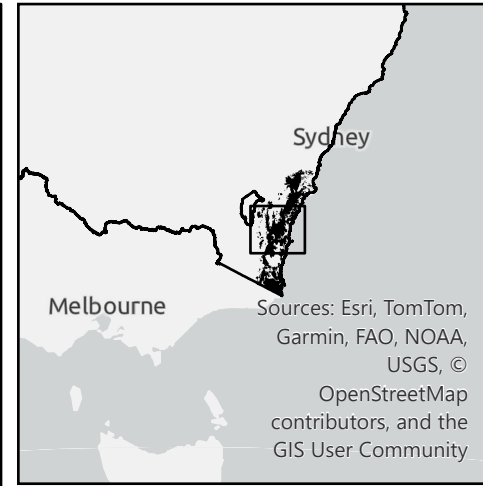 Sydney
Melbourne
Sources: Esri, TomTom,
Garmin, FAO, NOAA,
USGS, ©
OpenStreetMap
contributors, and the
GIS User Community